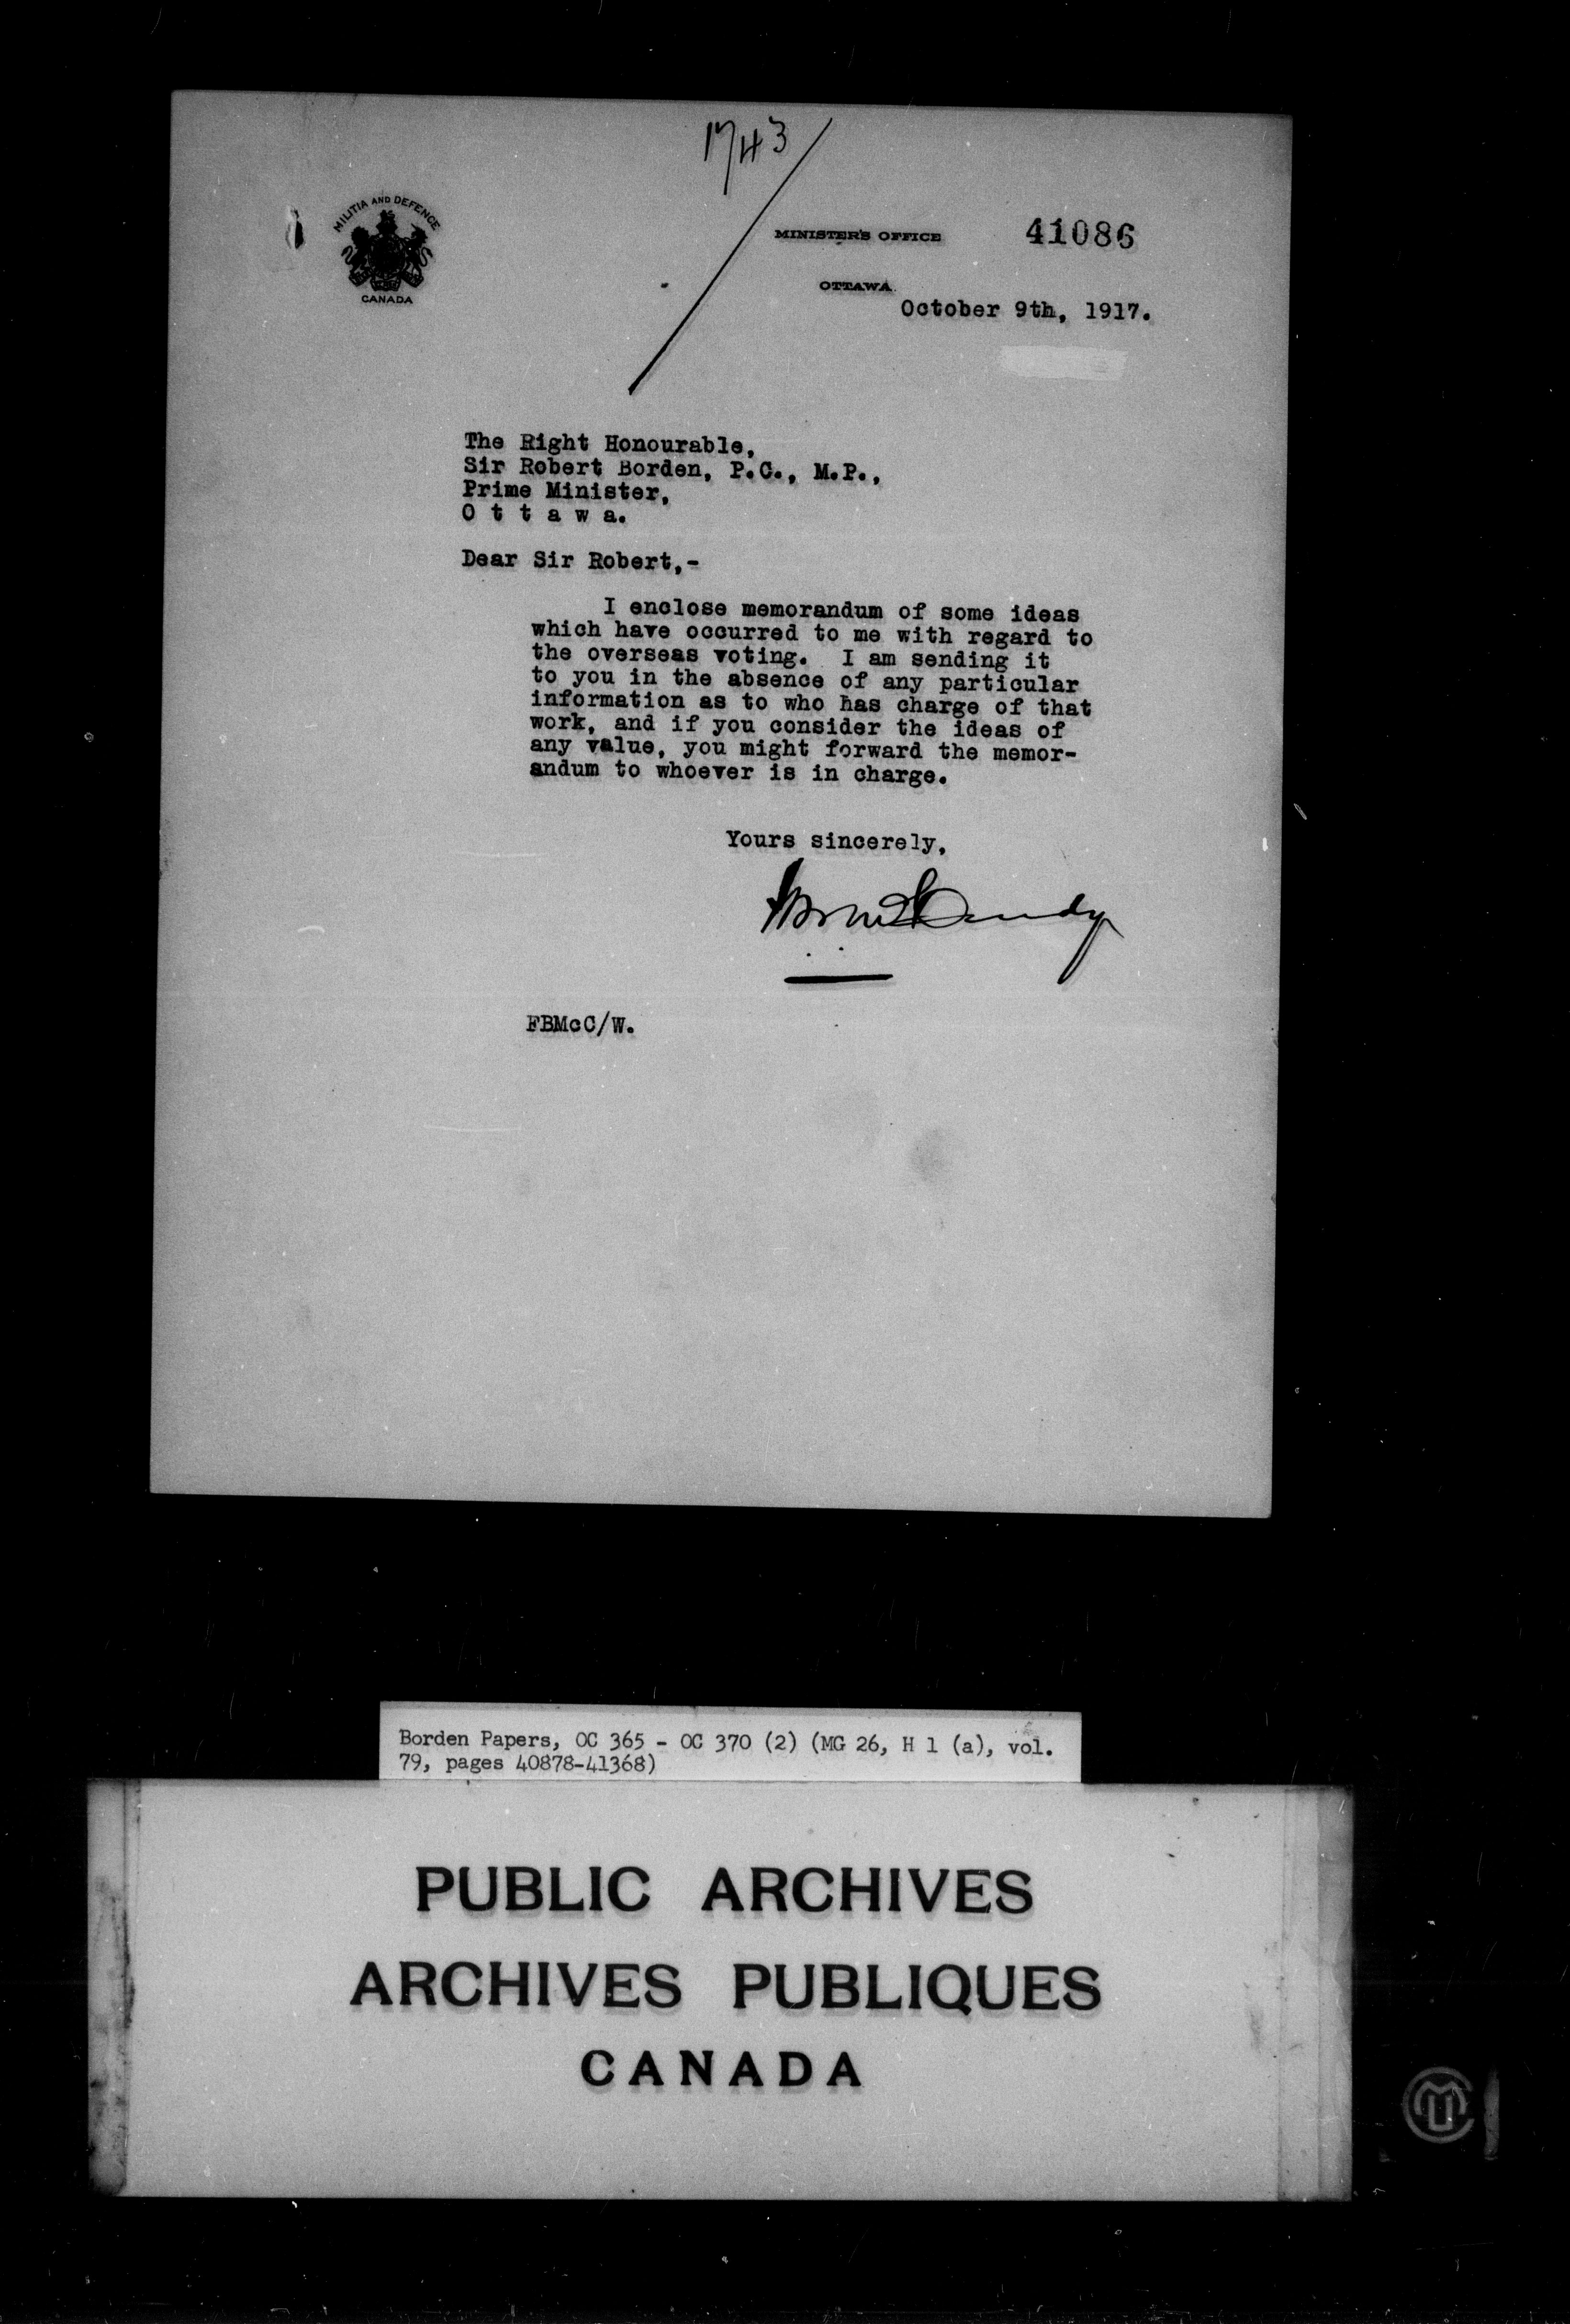 1743
MILITIA AND DEFENCE
CANADA
MINISTER'S OFFICE
41086
OTTAWA.
October 9th, 1917.
The Right Honourable,
Sir Robert Borden, P.C., M.P.,
Prime Minister,
O t t a w a.
Dear Sir Robert,-
I enclose memorandum of some ideas
which have occurred to me with regard to
the overseas voting. I am sending it
to you in the absence of any particular
information as to who has charge of that
work, and if you consider the ideas of
any value, you might forward the memor-
andum to whoever is in charge.
Yours sincerely,
FBMcC/W.
Borden Papers, OC 365 - OC 370 (2) (MG 26, H 1 (a), vol.
79, pages 40878-41368)
PUBLIC ARCHIVES
ARCHIVES PUBLIQUES
CANADA